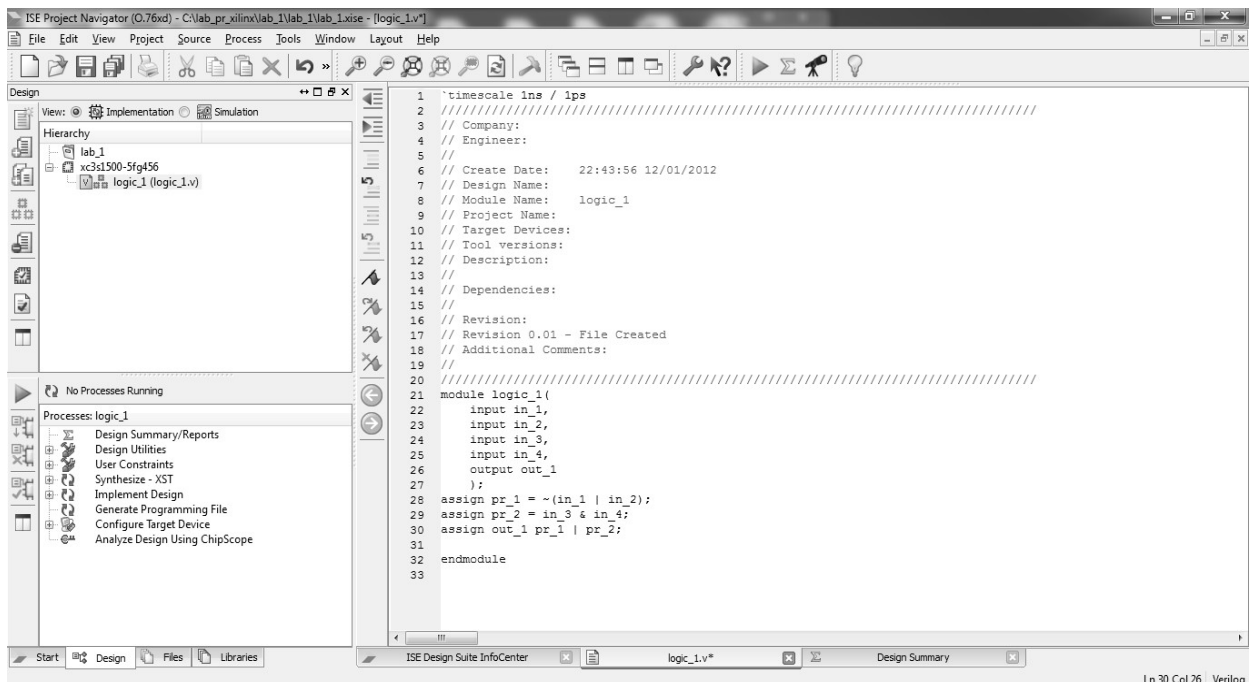 ISE Project Navigator (O.76xd) - C:\lab_pr_xilinx\lab_1\lab_1\lab_1.xise - [logic_1.v*]
File Edit View Project Source Process Tools Window Layout Help
Design
View: Implementation Simulation
Hierarchy
lab_1
xc3s1500-5fg456
logic_1 (logic_1.v)
No Processes Running
Processes: logic_1
Design Summary/Reports
Design Utilities
User Constraints
Synthesize - XST
Implement Design
Generate Programming File
Configure Target Device
Analyze Design Using ChipScope
Start Design Files Libraries
1 `timescale 1ns / 1ps
2 //////////////////////////////////////////////////////////////////////////////////
3 // Company:
4 // Engineer:
5 //
6 // Create Date:    22:43:56 12/01/2012
7 // Design Name:
8 // Module Name:    logic_1
9 // Project Name:
10 // Target Devices:
11 // Tool versions:
12 // Description:
13 //
14 // Dependencies:
15 //
16 // Revision:
17 // Revision 0.01 - File Created
18 // Additional Comments:
19 //
20 //////////////////////////////////////////////////////////////////////////////////
21 module logic_1(
22     input in_1,
23     input in_2,
24     input in_3,
25     input in_4,
26     output out_1
27     );
28 assign pr_1 = ~(in_1 | in_2);
29 assign pr_2 = in_3 & in_4;
30 assign out_1 pr_1 | pr_2;
31
32 endmodule
33
ISE Design Suite InfoCenter logic_1.v* Design Summary
Ln 30 Col 26 Verilog